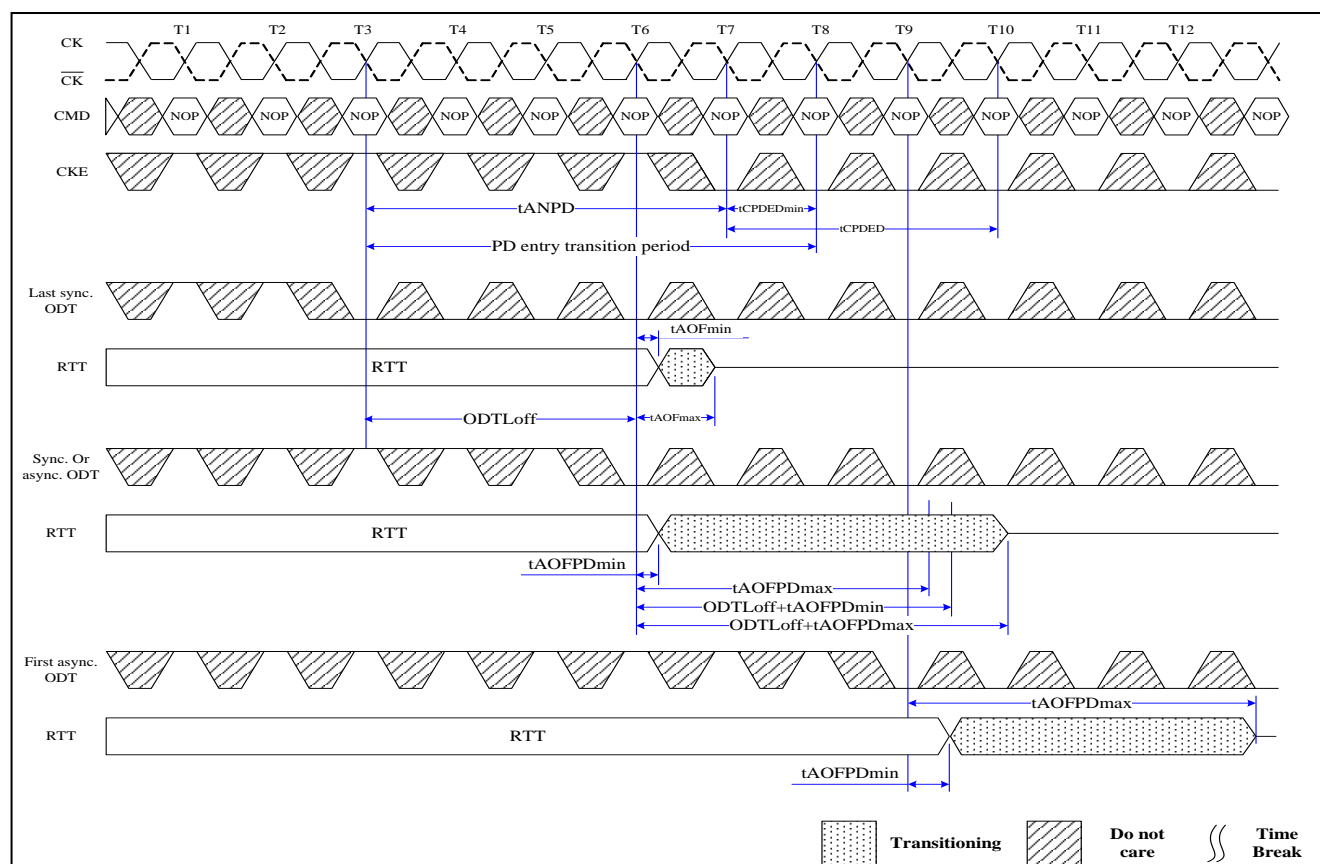 T1 T2 T3 T4 T5 T6 T7 T8 T9 T10 T11 T12
CK
CK
CMD NOP NOP NOP NOP NOP NOP NOP NOP NOP NOP NOP NOP NOP
CKE
tANPD tCPDEDmin
tCPDED
PD entry transition period
Last sync.
ODT
tAOFmin
RTT RTT
ODTLoff tAOFmax
Sync. Or
async. ODT
RTT RTT
tAOFPDmin
tAOFPDmax
ODTLoff+tAOFPDmin
ODTLoff+tAOFPDmax
First async.
ODT
tAOFPDmax
RTT RTT
tAOFPDmin
Transitioning Do not care Time Break